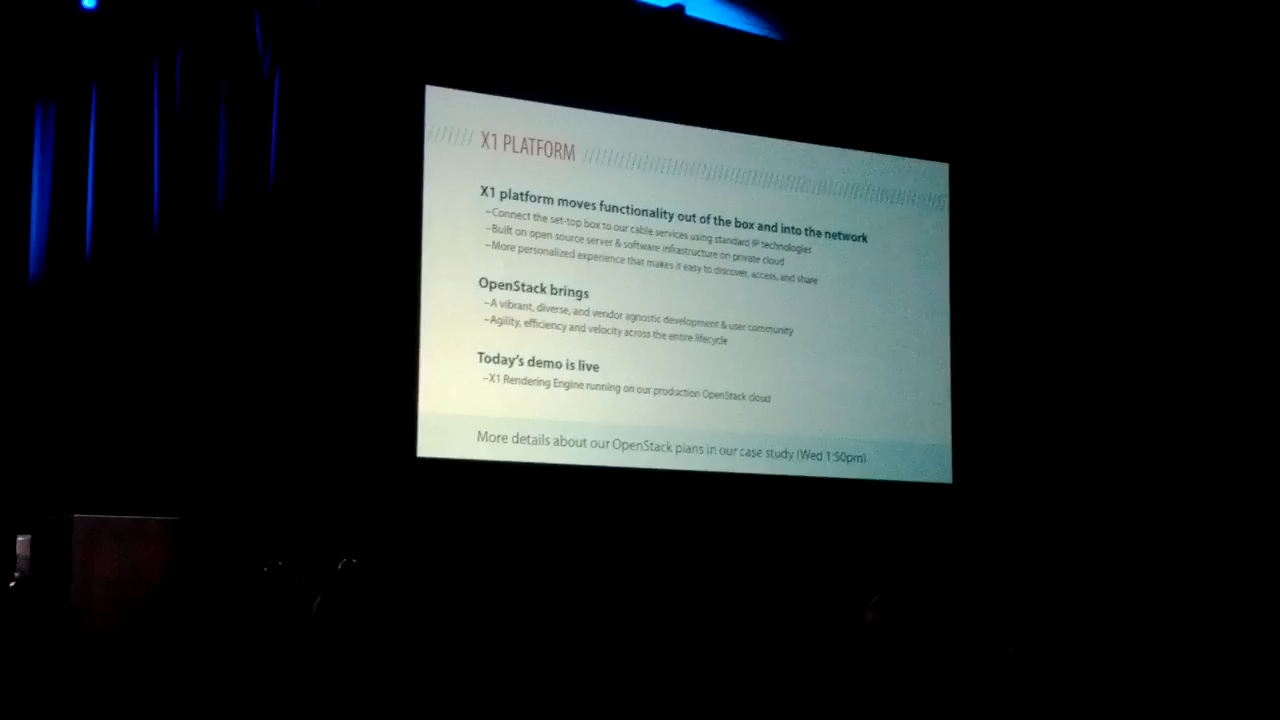 X1 PLATFORM
X1 platform moves functionality out of the box and into the network
–Connect the set-top box to our cable services using standard IP technologies
–Built on open source server & software infrastructure on private cloud
–More personalized experience that makes it easy to discover, access, and share
OpenStack brings
–A vibrant, diverse, and vendor agnostic development & user community
–Agility, efficiency and velocity across the entire lifecycle
Today's demo is live
–X1 Rendering Engine running on our production OpenStack cloud
More details about our OpenStack plans in our case study (Wed 1:50pm)